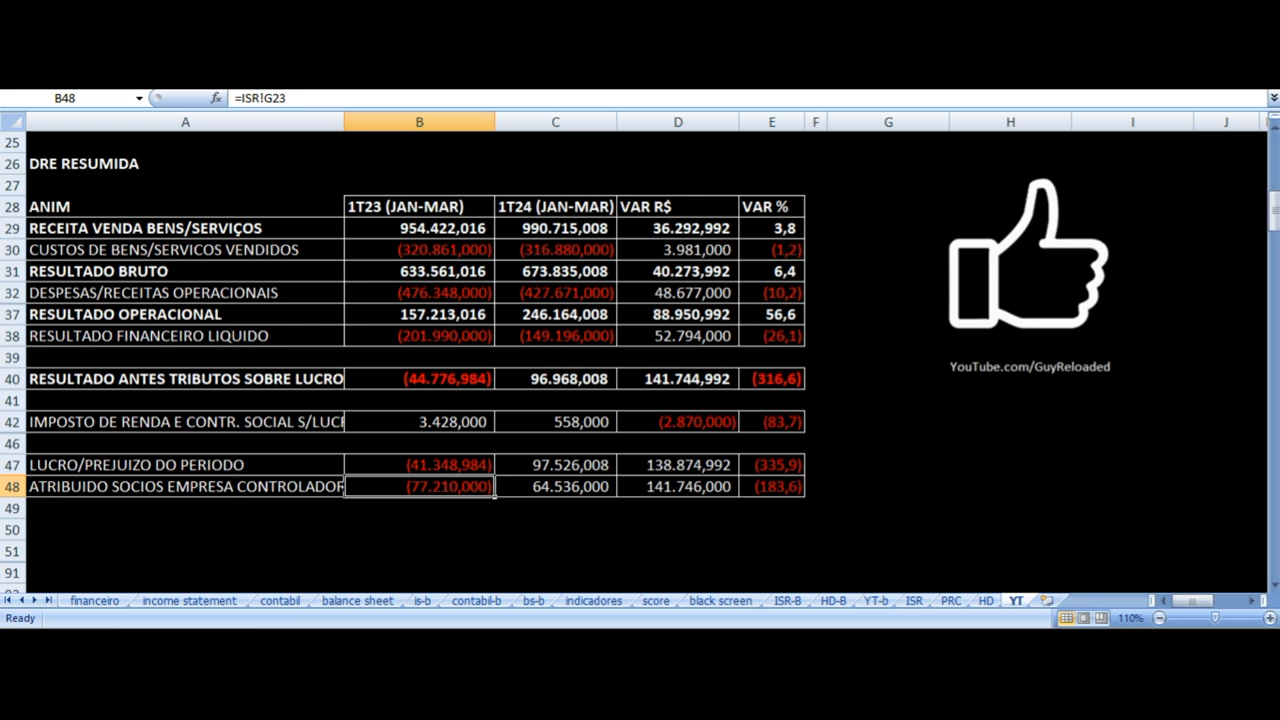 B48 fx =ISR!G23
A B C D E F G H I J
25
26 DRE RESUMIDA
27
28 ANIM 1T23 (JAN-MAR) 1T24 (JAN-MAR) VAR R$ VAR %
29 RECEITA VENDA BENS/SERVIÇOS 954.422,016 990.715,008 36.292,992 3,8
30 CUSTOS DE BENS/SERVICOS VENDIDOS (320.861,000) (316.880,000) 3.981,000 (1,2)
31 RESULTADO BRUTO 633.561,016 673.835,008 40.273,992 6,4
32 DESPESAS/RECEITAS OPERACIONAIS (476.348,000) (427.671,000) 48.677,000 (10,2)
37 RESULTADO OPERACIONAL 157.213,016 246.164,008 88.950,992 56,6
38 RESULTADO FINANCEIRO LIQUIDO (201.990,000) (149.196,000) 52.794,000 (26,1)
39
40 RESULTADO ANTES TRIBUTOS SOBRE LUCRO (44.776,984) 96.968,008 141.744,992 (316,6)
41
42 IMPOSTO DE RENDA E CONTR. SOCIAL S/LUCR 3.428,000 558,000 (2.870,000) (83,7)
46
47 LUCRO/PREJUIZO DO PERIODO (41.348,984) 97.526,008 138.874,992 (335,9)
48 ATRIBUIDO SOCIOS EMPRESA CONTROLADOR (77.210,000) 64.536,000 141.746,000 (183,6)
49
50
51
91
YouTube.com/GuyReloaded
financeiro income statement contabil balance sheet is-b contabil-b bs-b indicadores score black screen ISR-B HD-B YT-b ISR PRC HD YT
Ready 110%